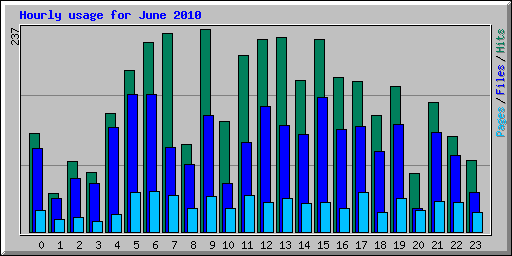 Hourly usage for June 2010
237
Pages / Files / Hits
0 1 2 3 4 5 6 7 8 9 10 11 12 13 14 15 16 17 18 19 20 21 22 23